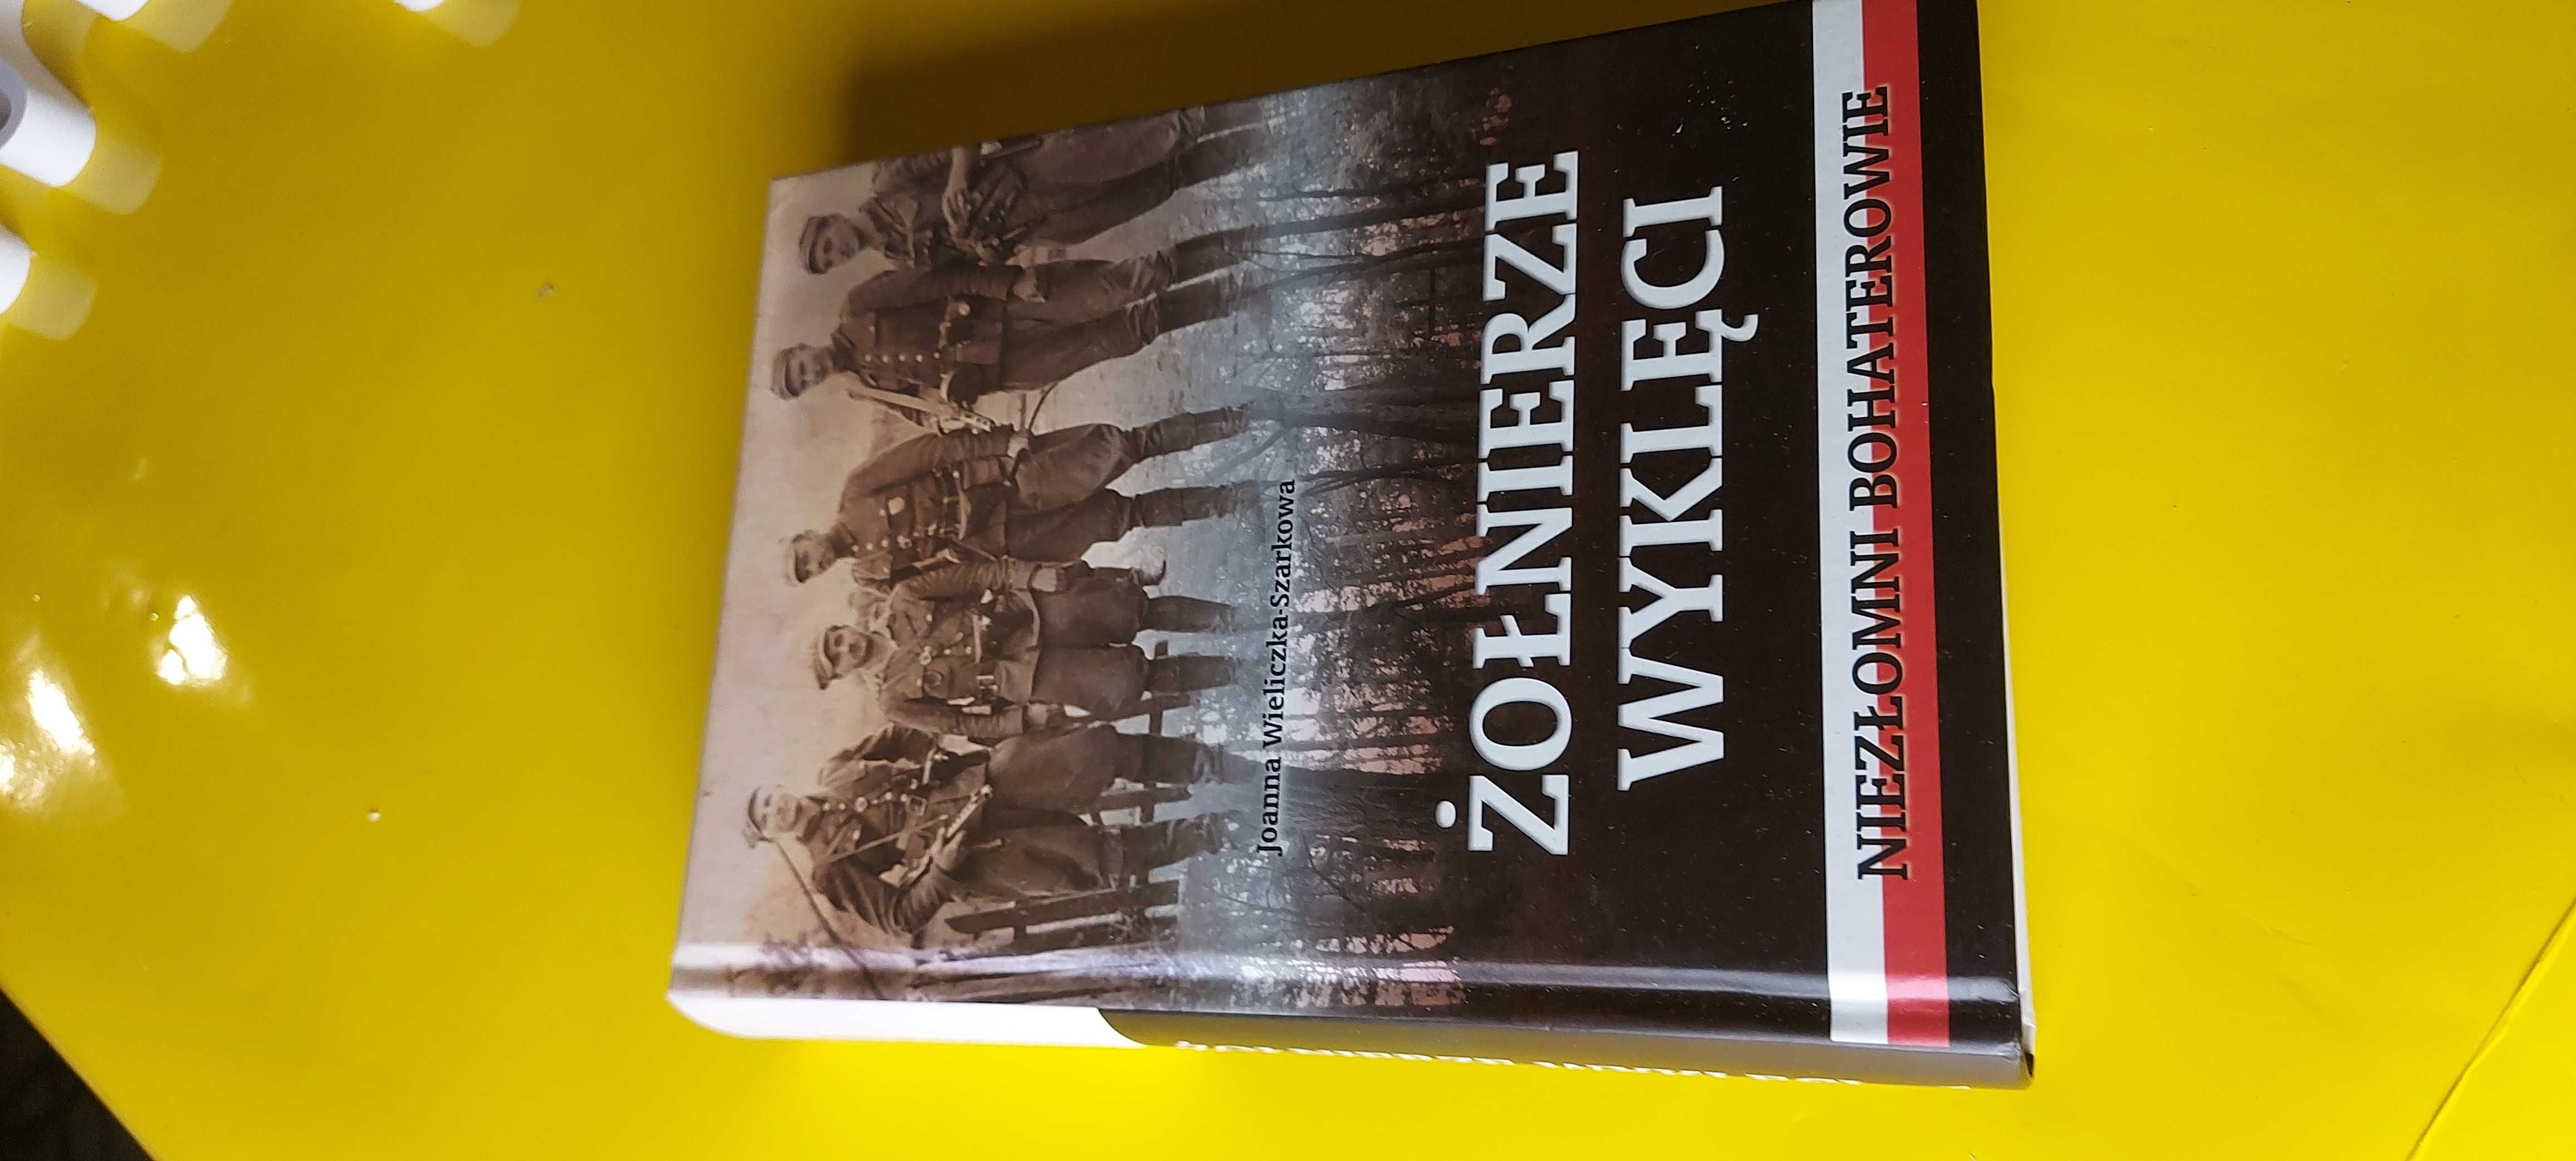 Joanna Wieliczka-Szarkowa
ŻOŁNIERZE
WYKLĘCI
NIEZŁOMNI BOHATEROWIE